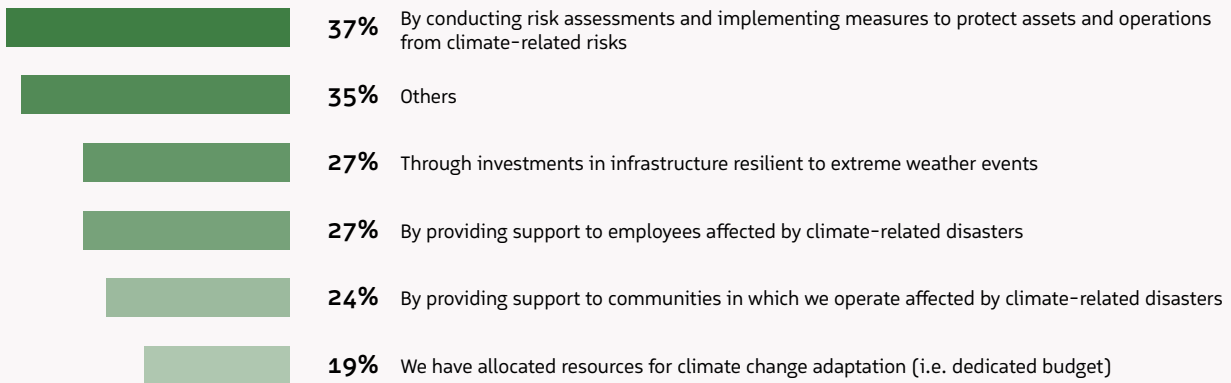 37% By conducting risk assessments and implementing measures to protect assets and operations
from climate-related risks
35% Others
27% Through investments in infrastructure resilient to extreme weather events
27% By providing support to employees affected by climate-related disasters
24% By providing support to communities in which we operate affected by climate-related disasters
19% We have allocated resources for climate change adaptation (i.e. dedicated budget)